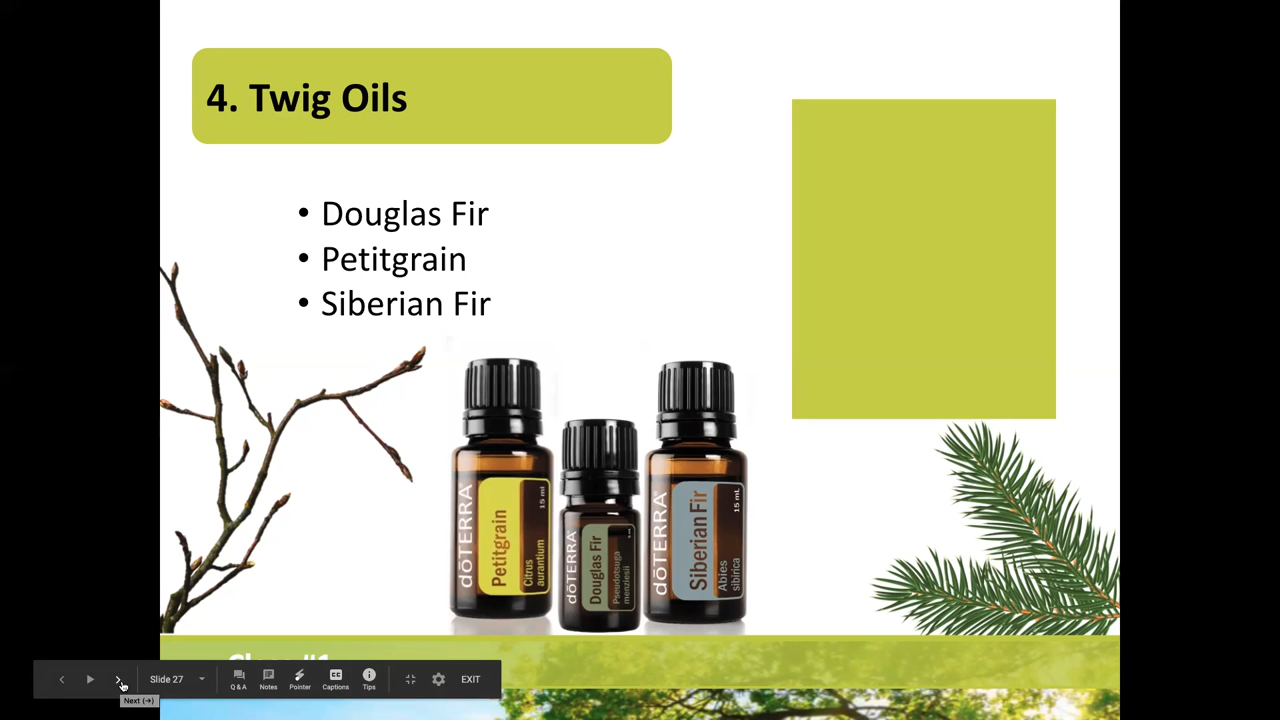 4. Twig Oils
• Douglas Fir
• Petitgrain
• Siberian Fir
dōTERRA
Petitgrain
Citrus
aurantium
15 ml
dōTERRA
Douglas Fir
Pseudotsuga
menziesii
dōTERRA
Siberian Fir
Abies
sibirica
15 mL
Slide 27
Q & A
Notes
Pointer
Captions
Tips
EXIT
Next (→)